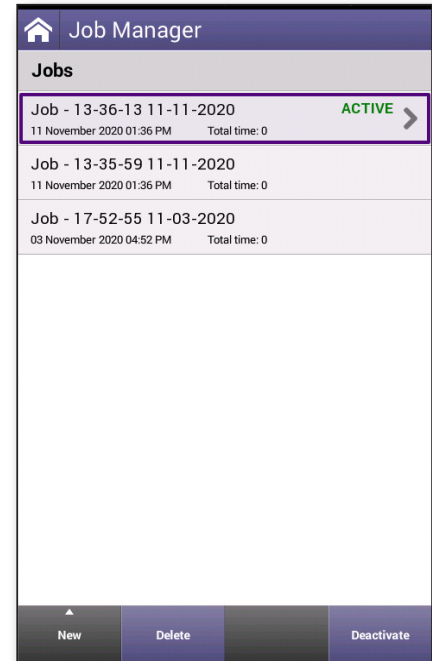 Job Manager
Jobs
Job - 13-36-13 11-11-2020 ACTIVE
11 November 2020 01:36 PM Total time: 0
Job - 13-35-59 11-11-2020
11 November 2020 01:36 PM Total time: 0
Job - 17-52-55 11-03-2020
03 November 2020 04:52 PM Total time: 0
New Delete Deactivate